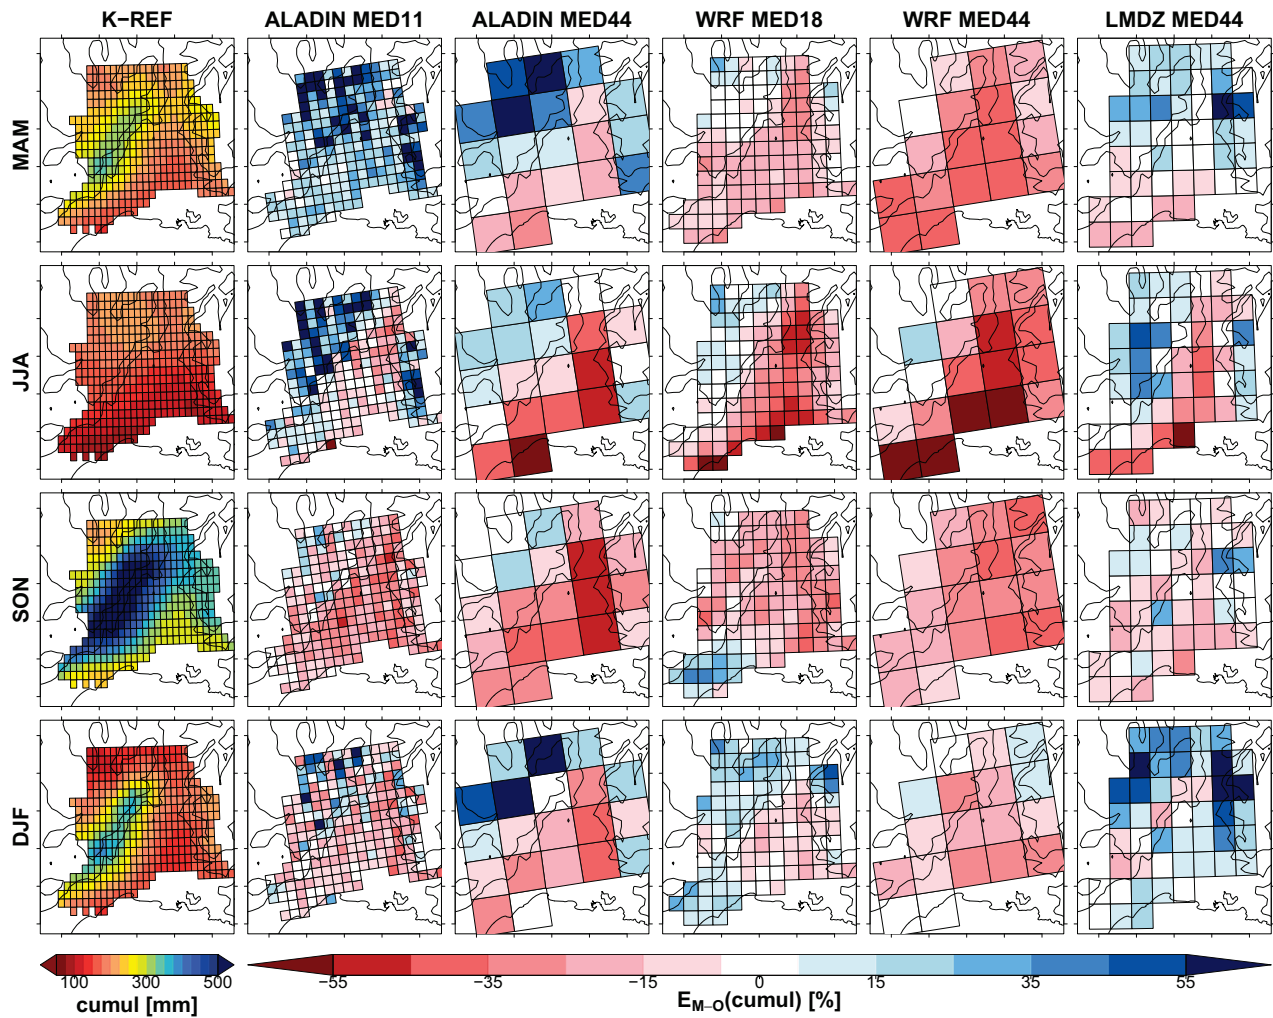 K-REF ALADIN MED11 ALADIN MED44 WRF MED18 WRF MED44 LMDZ MED44
MAM
JJA
SON
DJF
100 300 500
cumul [mm]
−55 −35 −15 0 15 35 55
E_M−O(cumul) [%]